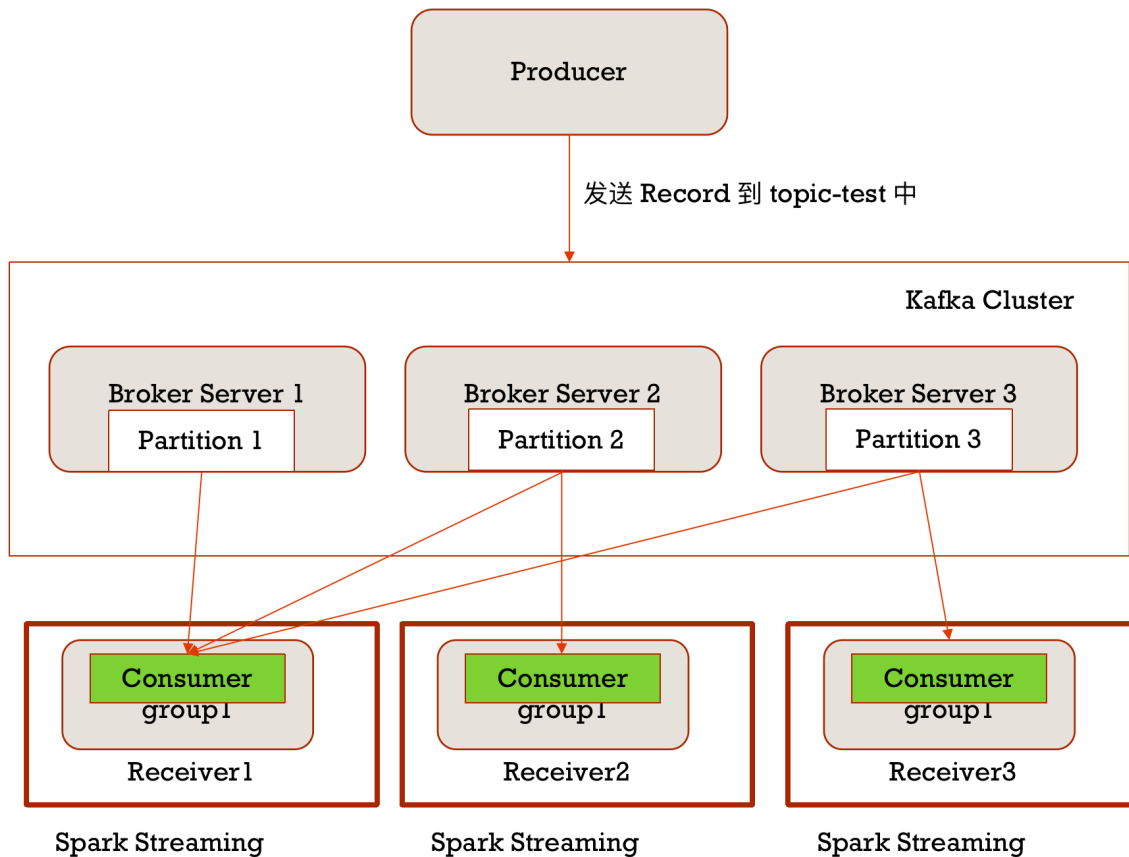 Producer
发送 Record 到 topic-test 中
Kafka Cluster
Broker Server 1
Broker Server 2
Broker Server 3
Partition 1
Partition 2
Partition 3
Consumer
Consumer
Consumer
group1
group1
group1
Receiver1
Receiver2
Receiver3
Spark Streaming
Spark Streaming
Spark Streaming